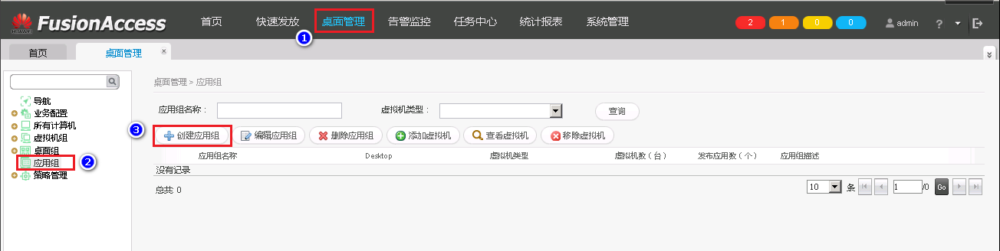 HUAWEI FusionAccess 首页 快速发放 桌面管理 告警监控 任务中心 统计报表 系统管理 2 1 0 0 admin ?
1
首页 桌面管理 ×
桌面管理 > 应用组
导航
业务配置
所有计算机
虚拟机组
桌面组
应用组
策略管理
2
应用组名称： 虚拟机类型： 查询
3
创建应用组 编辑应用组 删除应用组 添加虚拟机 查看虚拟机 移除虚拟机
应用组名称 Desktop 虚拟机类型 虚拟机数（台） 发布应用数（个） 应用组描述
没有记录
总共: 0 10 条 1 /0 Go